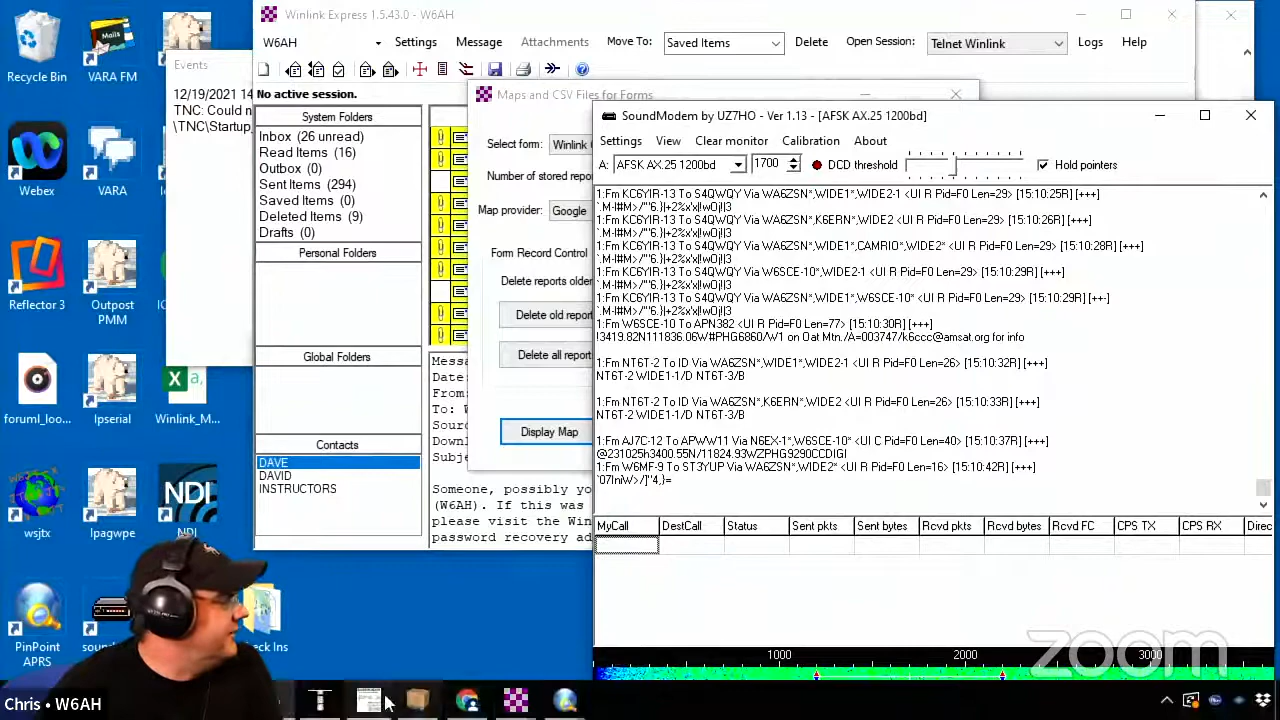 Winlink Express 1.5.43.0 - W6AH
W6AH Settings Message Attachments Move To: Saved Items Delete Open Session: Telnet Winlink Logs Help
No active session.
System Folders
Inbox (26 unread)
Read Items (16)
Outbox (0)
Sent Items (294)
Saved Items (0)
Deleted Items (9)
Drafts (0)
Personal Folders
Global Folders
Contacts
DAVE
DAVID
INSTRUCTORS
Events
12/19/2021 14
TNC: Could n
\TNC\Startup,
Messa
Date:
From:
To: W
Sourc
Downl
Subje
Someone, possibly yo
(W6AH). If this was
please visit the Win
password recovery ad
Maps and CSV Files for Forms
Select form: Winlink
Number of stored repo
Map provider: Google
Form Record Control
Delete reports older
Delete old report
Delete all report
Display Map
SoundModem by UZ7HO - Ver 1.13 - [AFSK AX.25 1200bd]
Settings View Clear monitor Calibration About
A: AFSK AX.25 1200bd 1700 DCD threshold Hold pointers
1:Fm KC6YIR-13 To S4QWQY Via WA6ZSN*,WIDE1*,WIDE2-1 <UI R Pid=F0 Len=29> [15:10:25R] [+++]
1:Fm KC6YIR-13 To S4QWQY Via WA6ZSN*,K6ERN*,WIDE2 <UI R Pid=F0 Len=29> [15:10:26R] [+++]
1:Fm KC6YIR-13 To S4QWQY Via WA6ZSN*,WIDE1*,CAMRIO*,WIDE2* <UI R Pid=F0 Len=29> [15:10:28R] [+++]
1:Fm KC6YIR-13 To S4QWQY Via W6SCE-10*,WIDE2-1 <UI R Pid=F0 Len=29> [15:10:29R] [+++]
1:Fm KC6YIR-13 To S4QWQY Via WA6ZSN*,WIDE1*,W6SCE-10* <UI R Pid=F0 Len=29> [15:10:29R] [++-]
1:Fm W6SCE-10 To APN382 <UI R Pid=F0 Len=77> [15:10:30R] [+++]
!3419.82N111836.06W#PHG6860/W1 on Oat Mtn./A=003747/k6ccc@amsat.org for info
1:Fm NT6T-2 To ID Via WA6ZSN*,WIDE1*,WIDE2-1 <UI R Pid=F0 Len=26> [15:10:32R] [+++]
NT6T-2 WIDE1-1/D NT6T-3/B
1:Fm NT6T-2 To ID Via WA6ZSN*,K6ERN*,WIDE2 <UI R Pid=F0 Len=26> [15:10:33R] [+++]
NT6T-2 WIDE1-1/D NT6T-3/B
1:Fm AJ7C-12 To APWW11 Via N6EX-1*,W6SCE-10* <UI C Pid=F0 Len=40> [15:10:37R] [+++]
@231025h3400.55N/11824.93WZPHG9290CCDIGI
1:Fm W6MF-9 To ST3YUP Via WA6ZSN*,WIDE2* <UI R Pid=F0 Len=16> [15:10:42R] [+++]
MyCall DestCall Status Sent pkts Sent bytes Rcvd pkts Rcvd bytes Rcvd FC CPS TX CPS RX Direc
1000 2000 3000
zoom
Recycle Bin
VARA FM
Webex
VARA
Reflector 3
Outpost
PMM
foruml_loo...
Ipserial
Winlink_M...
wsjtx
Ipagwpe
NDI
PinPoint
APRS
Chris • W6AH